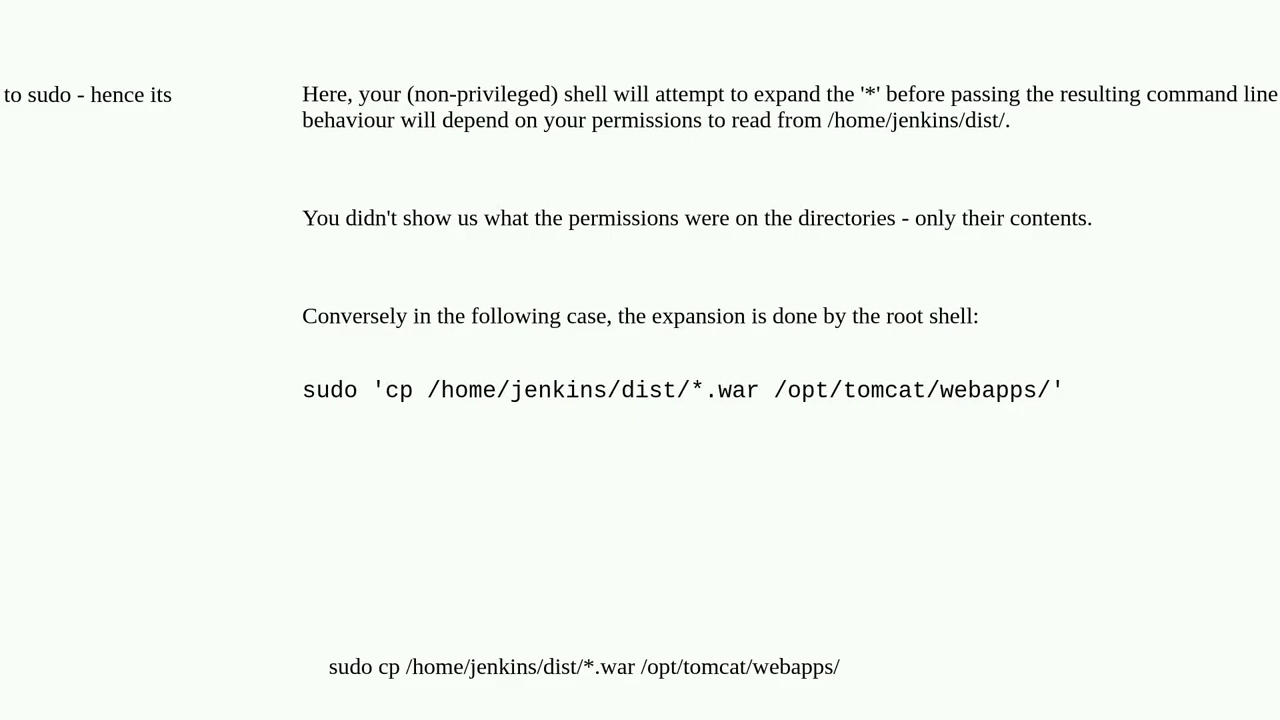 Here, your (non-privileged) shell will attempt to expand the '*' before passing the resulting command line
to sudo - hence its
behaviour will depend on your permissions to read from /home/jenkins/dist/.
You didn't show us what the permissions were on the directories - only their contents.
Conversely in the following case, the expansion is done by the root shell:
sudo 'cp /home/jenkins/dist/*.war /opt/tomcat/webapps/'
sudo cp /home/jenkins/dist/*.war /opt/tomcat/webapps/